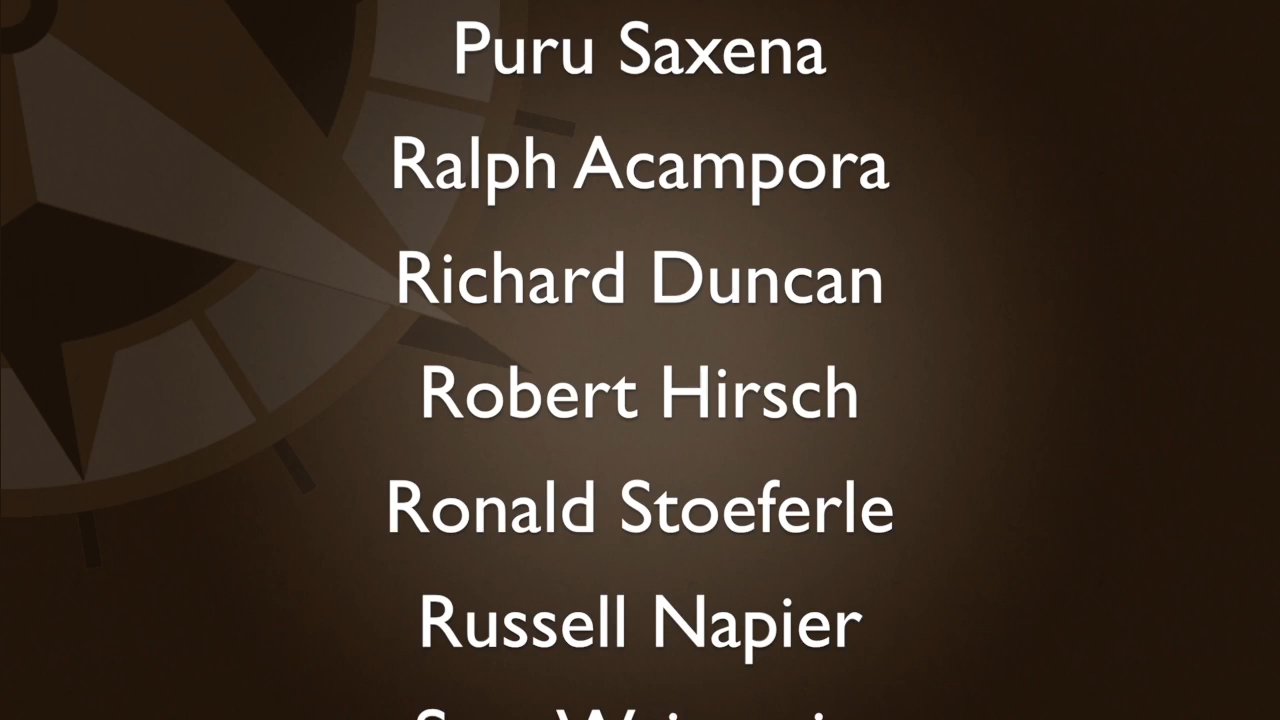 Puru Saxena
Ralph Acampora
Richard Duncan
Robert Hirsch
Ronald Stoeferle
Russell Napier